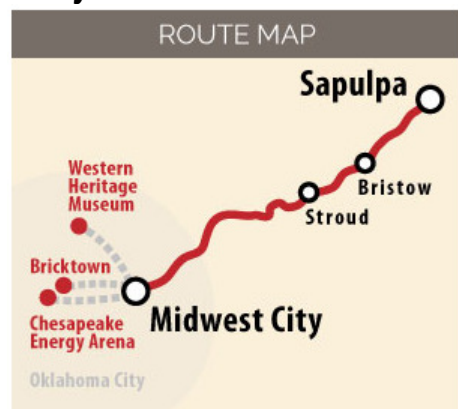 ROUTE MAP
Sapulpa
Bristow
Stroud
Western
Heritage
Museum
Bricktown
Midwest City
Chesapeake
Energy Arena
Oklahoma City